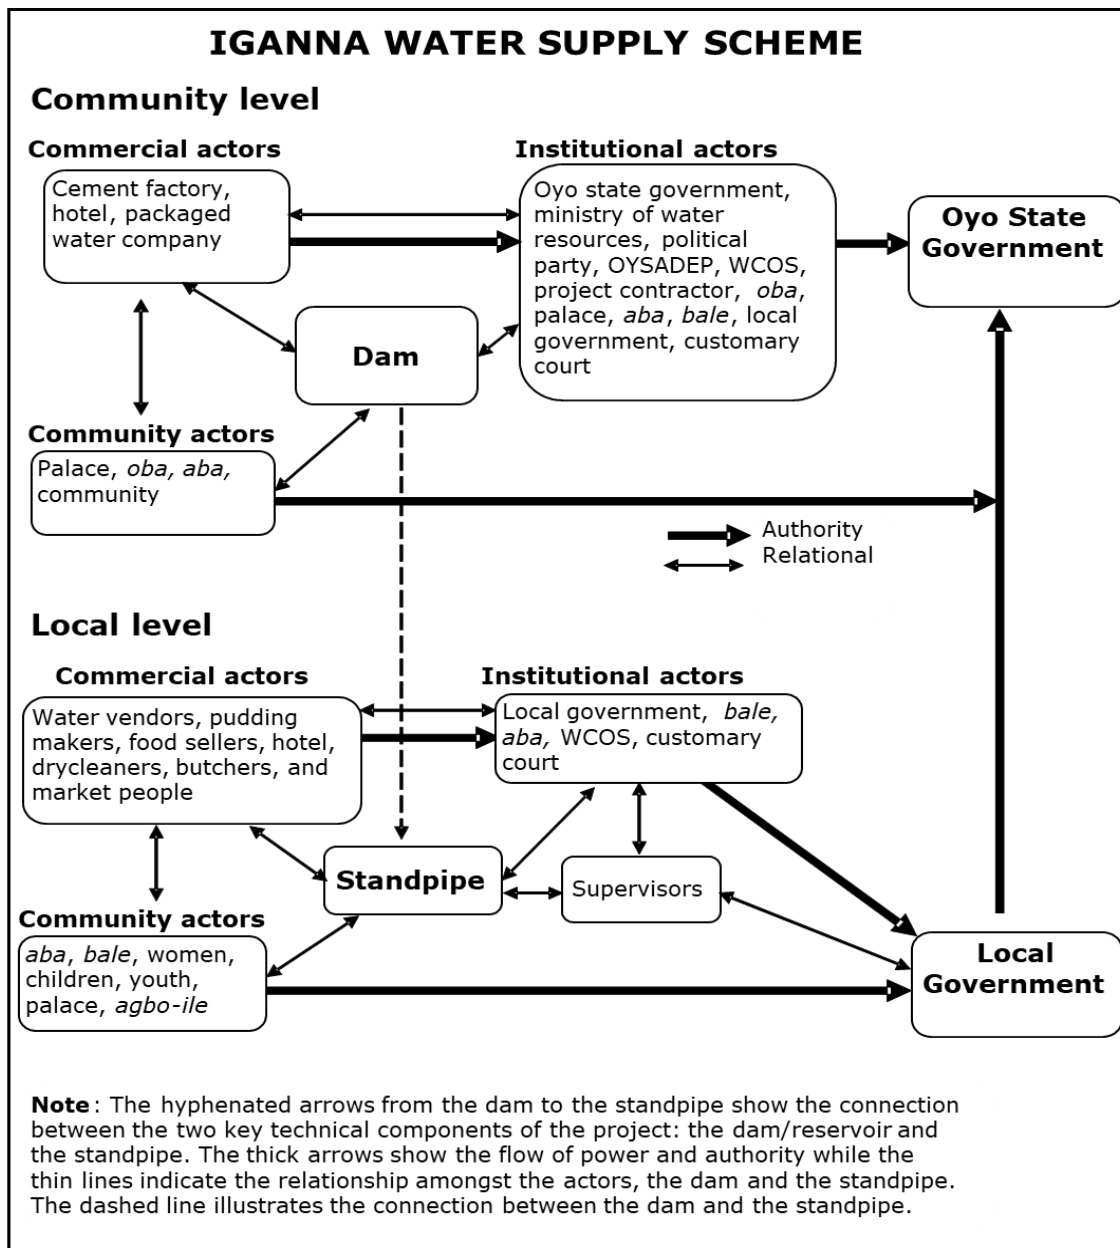 IGANNA WATER SUPPLY SCHEME
Community level
Commercial actors
Cement factory,
hotel, packaged
water company
Institutional actors
Oyo state government,
ministry of water
resources, political
party, OYSADEP, WCOS,
project contractor, oba,
palace, aba, bale, local
government, customary
court
Oyo State
Government
Dam
Community actors
Palace, oba, aba,
community
Authority
Relational
Local level
Commercial actors
Water vendors, pudding
makers, food sellers, hotel,
drycleaners, butchers, and
market people
Institutional actors
Local government, bale,
aba, WCOS, customary
court
Standpipe
Supervisors
Community actors
aba, bale, women,
children, youth,
palace, agbo-ile
Local
Government
Note: The hyphenated arrows from the dam to the standpipe show the connection
between the two key technical components of the project: the dam/reservoir and
the standpipe. The thick arrows show the flow of power and authority while the
thin lines indicate the relationship amongst the actors, the dam and the standpipe.
The dashed line illustrates the connection between the dam and the standpipe.